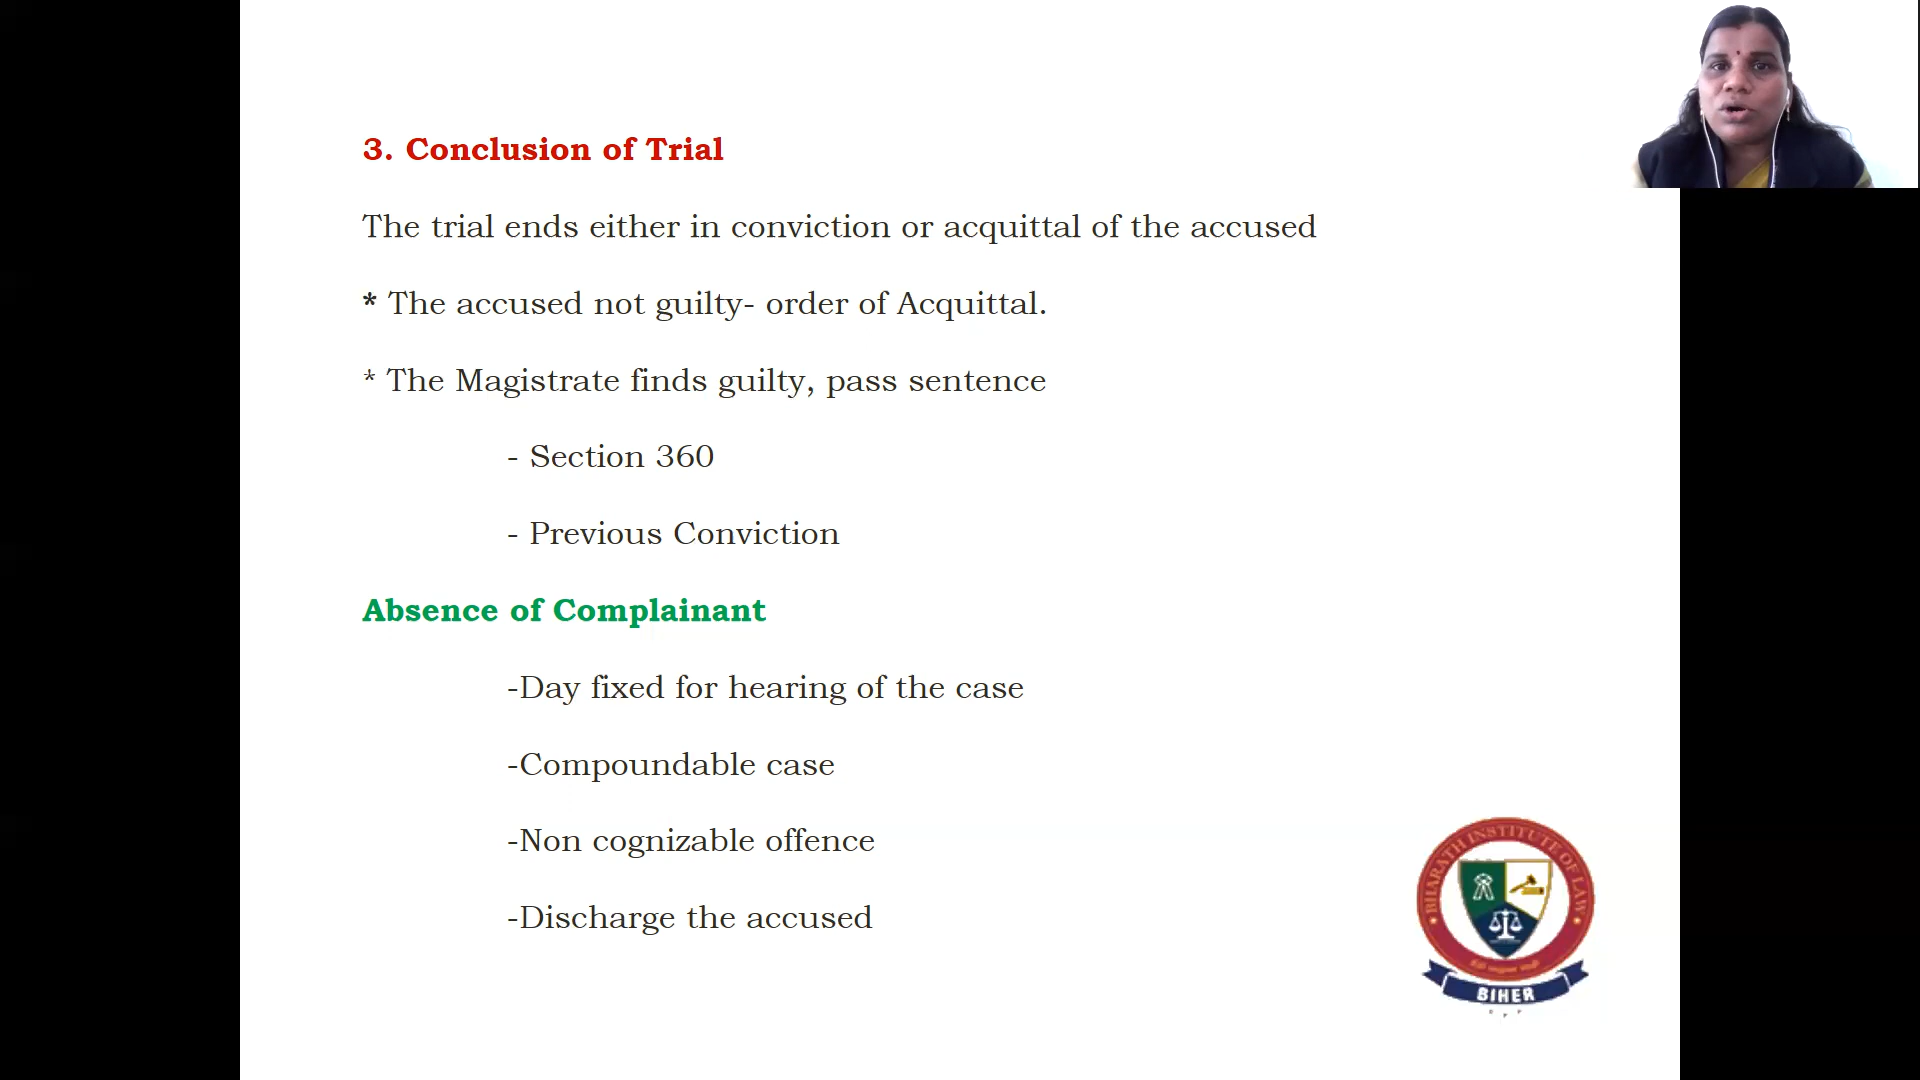 3. Conclusion of Trial
The trial ends either in conviction or acquittal of the accused
* The accused not guilty- order of Acquittal.
* The Magistrate finds guilty, pass sentence
- Section 360
- Previous Conviction
Absence of Complainant
-Day fixed for hearing of the case
-Compoundable case
-Non cognizable offence
-Discharge the accused
BHARATH INSTITUTE OF LAW
BIHER